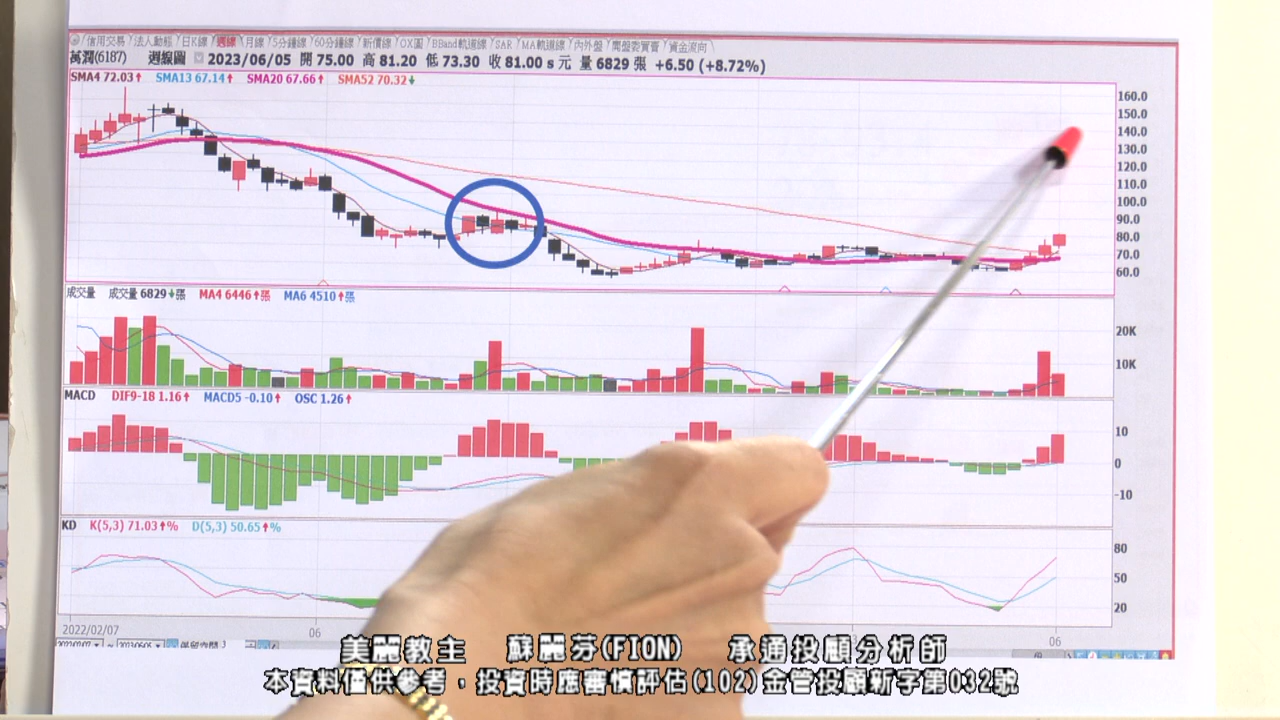 信用交易 法人動態 日K線 週線 月線 5分鐘線 60分鐘線 新價線 OX圖 BBand軌道線 SAR MA軌道線 內外盤 買賣委買賣 資金流向
萬潤(6187) 週線圖 2023/06/05 開 75.00 高 81.20 低 73.30 收 81.00 s 元 量 6829 張 +6.50 (+8.72%)
SMA4 72.03↑ SMA13 67.14↑ SMA20 67.66↑ SMA52 70.32↓
160.0
150.0
140.0
130.0
120.0
110.0
100.0
90.0
80.0
70.0
60.0
成交量 成交量 6829↓張 MA4 6446↑張 MA6 4510↑張
20K
10K
MACD DIF9-18 1.16↑ MACD5 -0.10↑ OSC 1.26↑
10
0
-10
KD K(5,3) 71.03↑% D(5,3) 50.65↑%
80
50
20
2022/02/07 06 06
美麗教主 蘇麗芬(FION) 承通投顧分析師
本資料僅供參考，投資時應審慎評估(102)金管投顧新字第032號